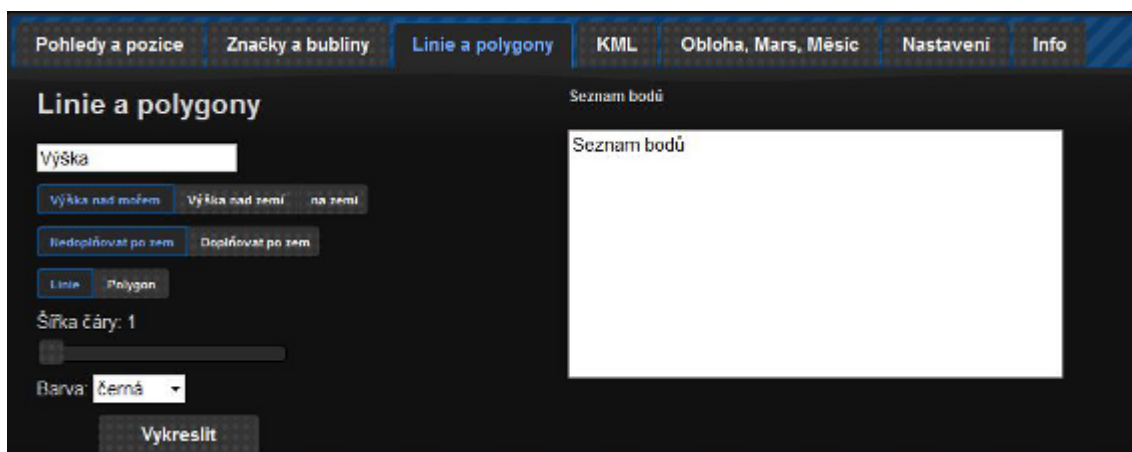 Pohledy a pozice Značky a bubliny Linie a polygony KML Obloha, Mars, Měsíc Nastavení Info
Linie a polygony
Výška
Výška nad mořem Výška nad zemí na zemi
Nedoplňovat po zem Doplňovat po zem
Linie Polygon
Šířka čáry: 1
Barva: černá
Vykreslit
Seznam bodů
Seznam bodů